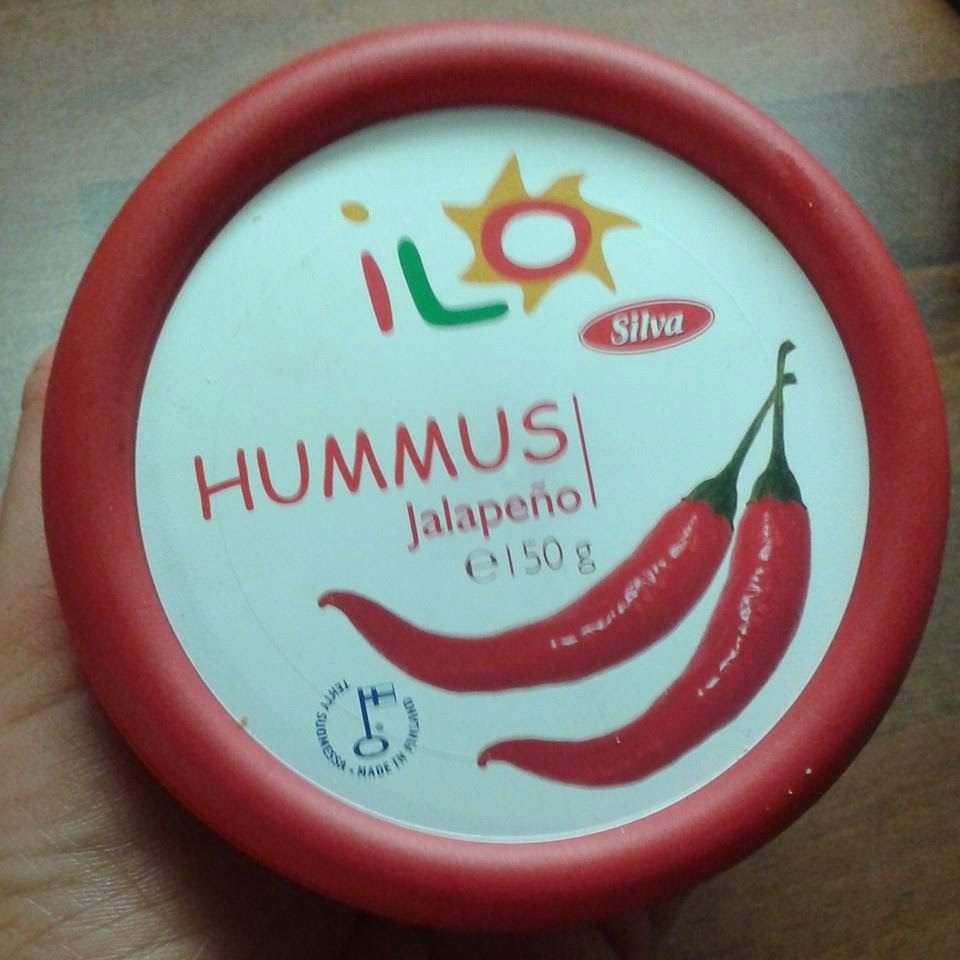 iLO
Silva
HUMMUS
Jalapeño
℮150 g
TEHTY SUOMESSA • MADE IN FINLAND